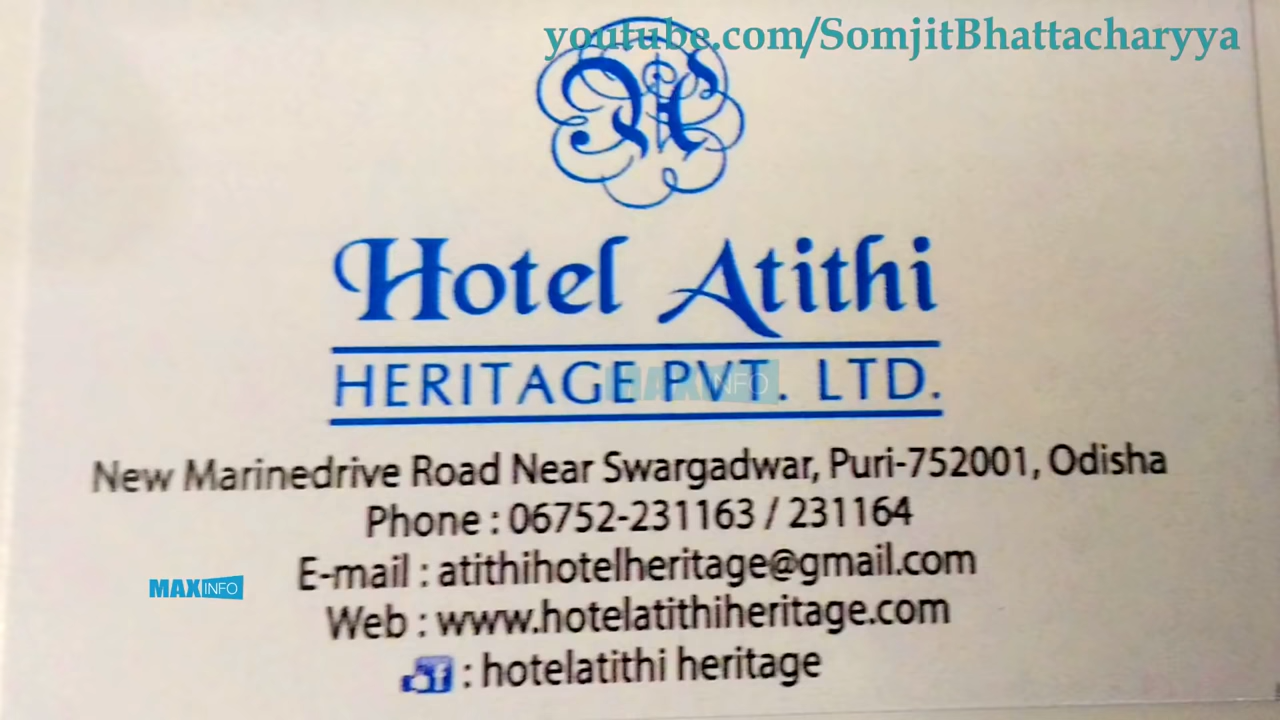 youtube.com/SomjitBhattacharyya
Hotel Atithi
HERITAGE PVT. LTD.
MAXINFO
New Marinedrive Road Near Swargadwar, Puri-752001, Odisha
Phone : 06752-231163 / 231164
E-mail : atithihotelheritage@gmail.com
MAXINFO
Web : www.hotelatithiheritage.com
f : hotelatithi heritage